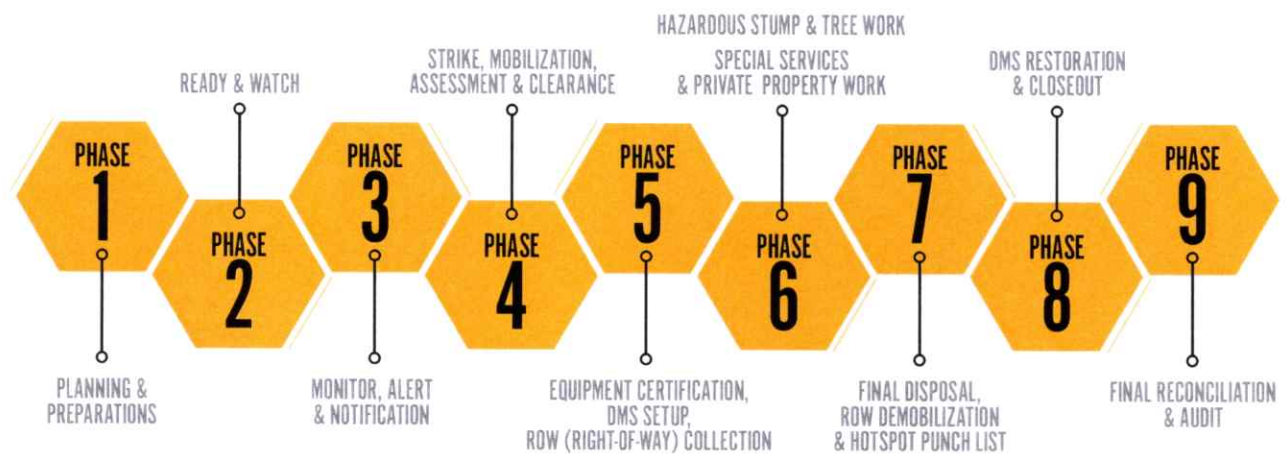 HAZARDOUS STUMP & TREE WORK
STRIKE, MOBILIZATION,
ASSESSMENT & CLEARANCE
SPECIAL SERVICES
& PRIVATE PROPERTY WORK
DMS RESTORATION
& CLOSEOUT
READY & WATCH
PHASE
1
PHASE
2
PHASE
3
PHASE
4
PHASE
5
PHASE
6
PHASE
7
PHASE
8
PHASE
9
PLANNING &
PREPARATIONS
MONITOR, ALERT
& NOTIFICATION
EQUIPMENT CERTIFICATION,
DMS SETUP,
ROW (RIGHT-OF-WAY) COLLECTION
FINAL DISPOSAL,
ROW DEMOBILIZATION
& HOTSPOT PUNCH LIST
FINAL RECONCILIATION
& AUDIT